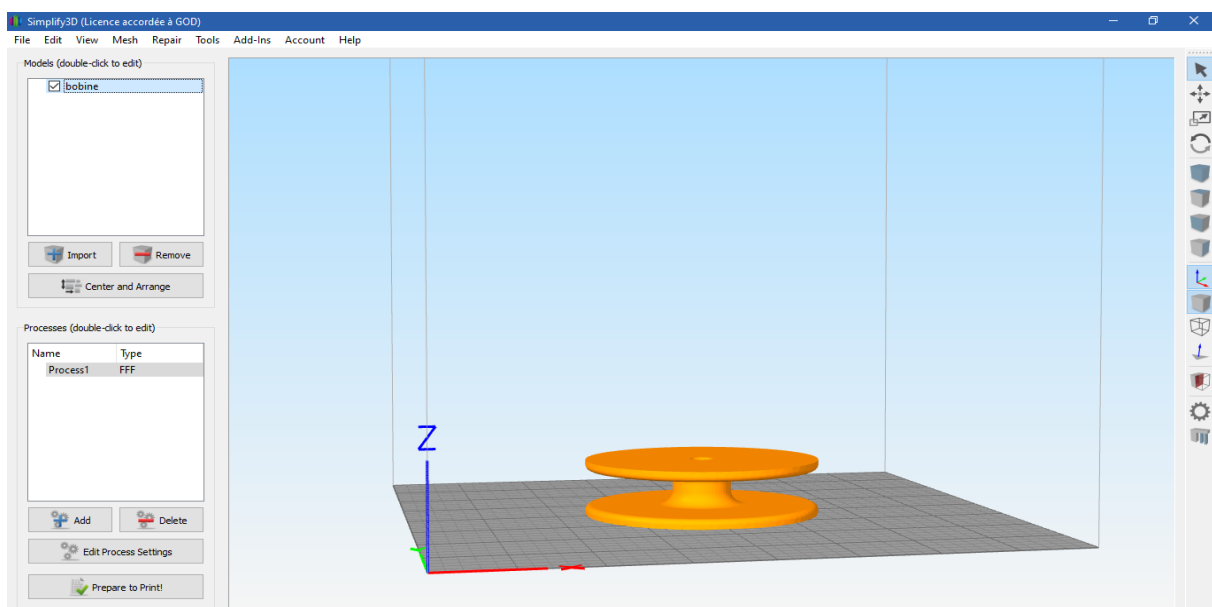 Simplify3D (Licence accordée à GOD)
File Edit View Mesh Repair Tools Add-Ins Account Help
Models (double-click to edit)
bobine
Import Remove
Center and Arrange
Processes (double-click to edit)
Name Type
Process1 FFF
Add Delete
Edit Process Settings
Prepare to Print!
Z